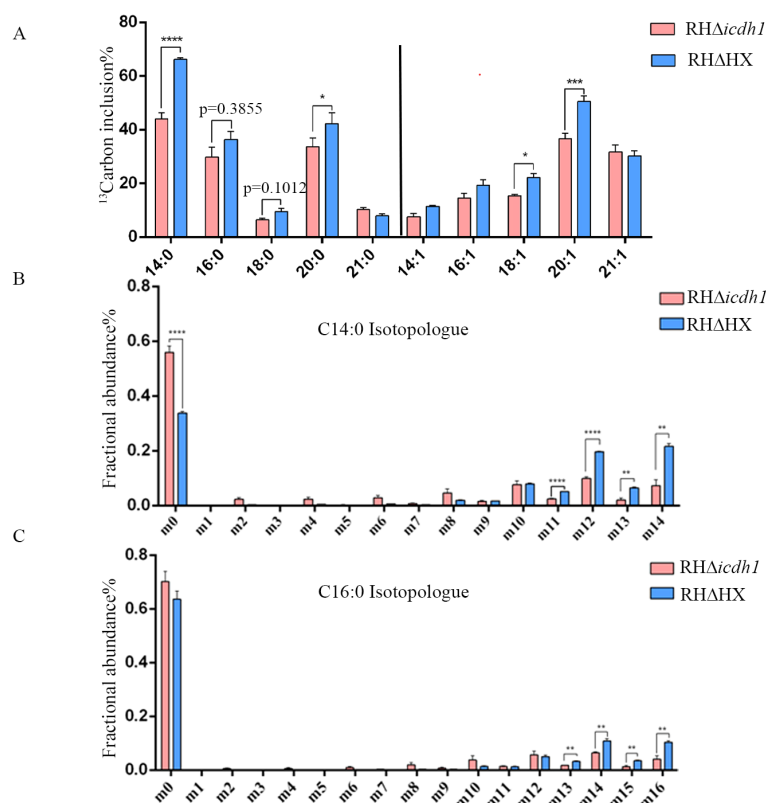 A
¹³Carbon inclusion%
80
60
40
20
0
****
p=0.3855
p=0.1012
*
*
***
RHΔicdh1
RHΔHX
14:0 16:0 18:0 20:0 21:0 14:1 16:1 18:1 20:1 21:1
B
Fractional abundance%
0.8
0.6
0.4
0.2
0.0
C14:0 Isotopologue
RHΔicdh1
RHΔHX
****
****
****
**
**
m0 m1 m2 m3 m4 m5 m6 m7 m8 m9 m10 m11 m12 m13 m14
C
Fractional abundance%
0.8
0.6
0.4
0.2
0.0
C16:0 Isotopologue
RHΔicdh1
RHΔHX
**
**
**
**
m0 m1 m2 m3 m4 m5 m6 m7 m8 m9 m10 m11 m12 m13 m14 m15 m16